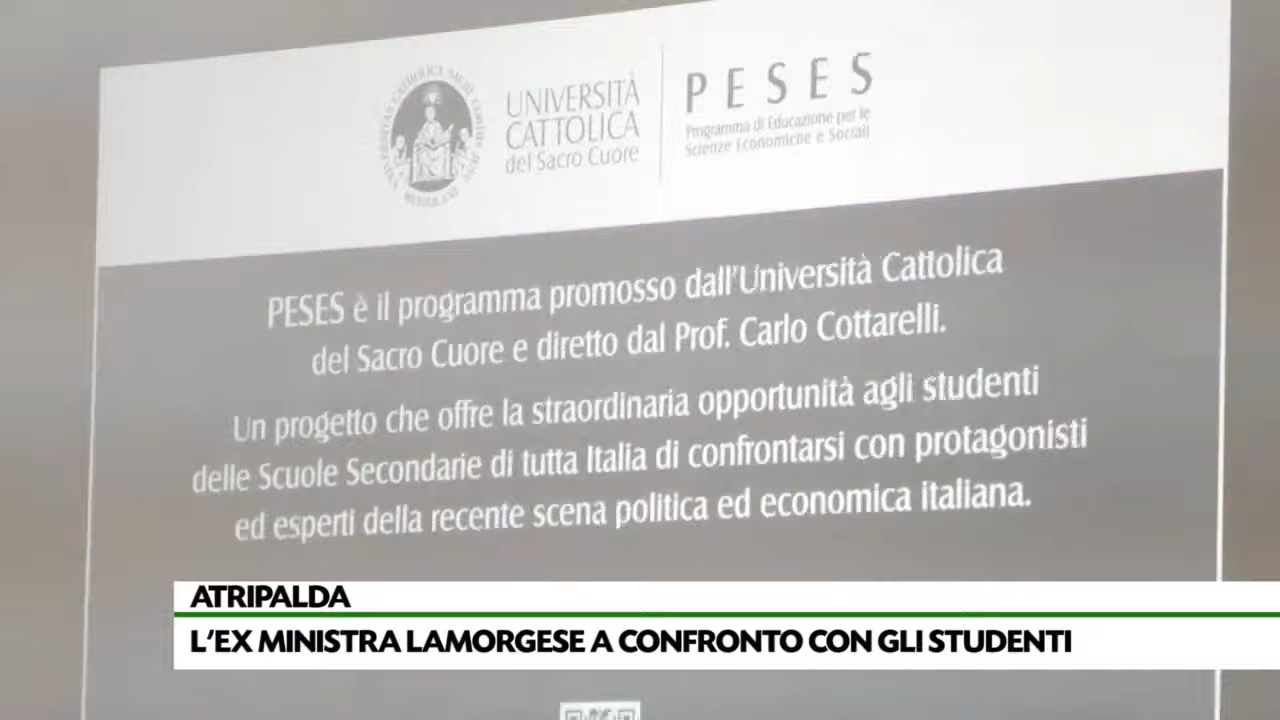 UNIVERSITÀ
CATTOLICA
del Sacro Cuore
PESES
Programma di Educazione per le
Scienze Economiche e Sociali
PESES è il programma promosso dall'Università Cattolica
del Sacro Cuore e diretto dal Prof. Carlo Cottarelli.
Un progetto che offre la straordinaria opportunità agli studenti
delle Scuole Secondarie di tutta Italia di confrontarsi con protagonisti
ed esperti della recente scena politica ed economica italiana.
ATRIPALDA
L'EX MINISTRA LAMORGESE A CONFRONTO CON GLI STUDENTI